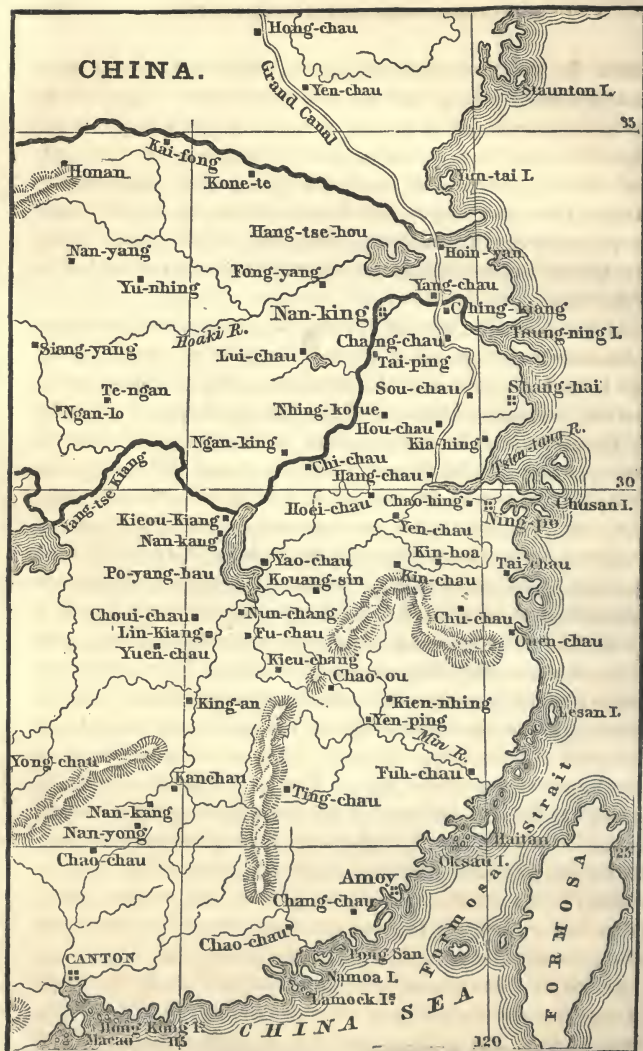 Hong-chau
CHINA.
Grand Canal
Yen-chau
Staunton I.
35
Kai-fong
Honan
Kone-te
Hang-tse-hou
Hoin-yan
Nan-yang
Yu-nhing
Fong-yang
Yang-chau
Nan-king
Ching-kiang
Hoaki R.
Chang-chau
Tsung-ning I.
Siang-yang
Lui-chau
Tai-ping
Te-ngan
Sou-chau
Shang-hai
Ngan-lo
Nhing-koue
Hou-chau
Kia-hing
Ngan-king
Tsien-tang R.
Chi-chau
Hang-chau
Yang-tse Kiang
30
Hoei-chau
Chao-hing
Chusan I.
Kieou-Kiang
Yen-chau
Ning-po
Nan-kang
Kin-hoa
Po-yang-hau
Yao-chau
Kin-chau
Tai-chau
Kouang-sin
Choui-chau
Nun-chang
Chu-chau
Lin-Kiang
Fu-chau
Ouen-chau
Yuen-chau
Kieu-chang
Chao-ou
King-an
Kien-nhing
Lesan I.
Yen-ping
Min R.
Yong-chau
Kanchau
Fuh-chau
Ting-chau
Nan-kang
Nan-yong
Haitan
Formosa Strait
Chao-chau
Oksau I.
25
Amoy
Chang-chau
FORMOSA
Chao-chau
Tong San
CANTON
Namoa I.
Lamock Is
CHINA SEA
Hong Kong I.
Macao
115
120